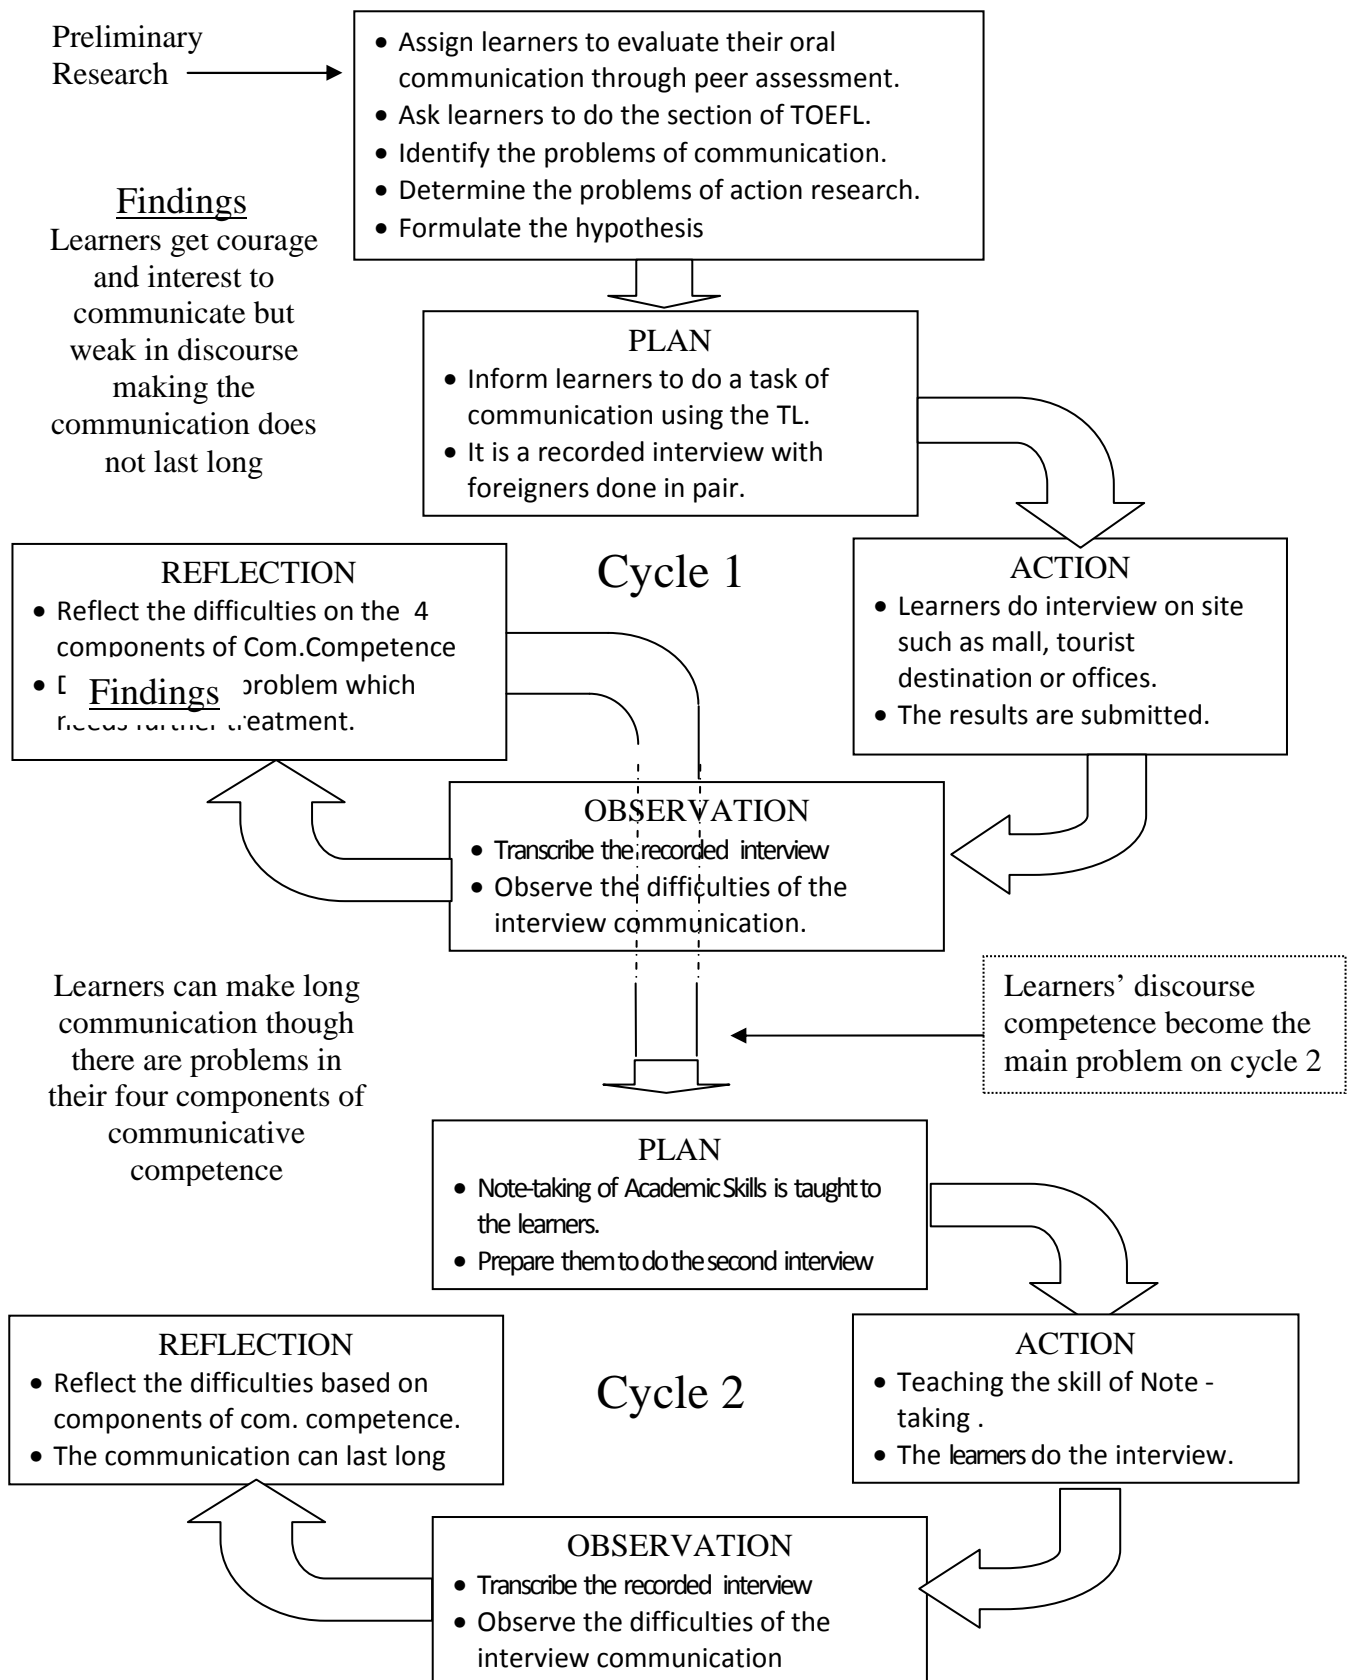 Preliminary
Research
• Assign learners to evaluate their oral
communication through peer assessment.
• Ask learners to do the section of TOEFL.
• Identify the problems of communication.
• Determine the problems of action research.
• Formulate the hypothesis
Findings
Learners get courage
and interest to
communicate but
weak in discourse
making the
communication does
not last long
PLAN
• Inform learners to do a task of
communication using the TL.
• It is a recorded interview with
foreigners done in pair.
Cycle 1
ACTION
• Learners do interview on site
such as mall, tourist
destination or offices.
• The results are submitted.
REFLECTION
• Reflect the difficulties on the 4
components of Com.Competence
• problem which
needs further treatment.
Findings
OBSERVATION
• Transcribe the recorded interview
• Observe the difficulties of the
interview communication.
Learners can make long
communication though
there are problems in
their four components of
communicative
competence
Learners’ discourse
competence become the
main problem on cycle 2
PLAN
• Note-taking of Academic Skills is taught to
the learners.
• Prepare them to do the second interview
Cycle 2
ACTION
• Teaching the skill of Note -
taking .
• The learners do the interview.
REFLECTION
• Reflect the difficulties based on
components of com. competence.
• The communication can last long
OBSERVATION
• Transcribe the recorded interview
• Observe the difficulties of the
interview communication